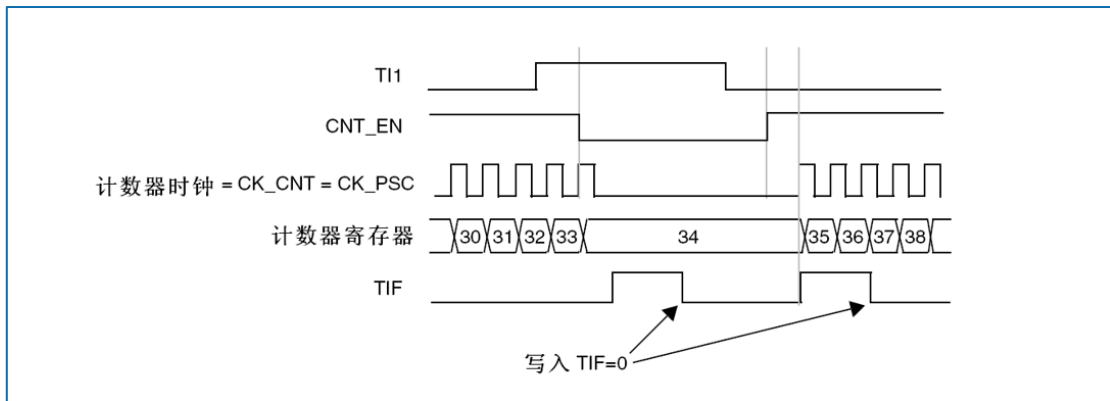 TI1
CNT_EN
计数器时钟 = CK_CNT = CK_PSC
计数器寄存器 30 31 32 33 34 35 36 37 38
TIF
写入 TIF=0